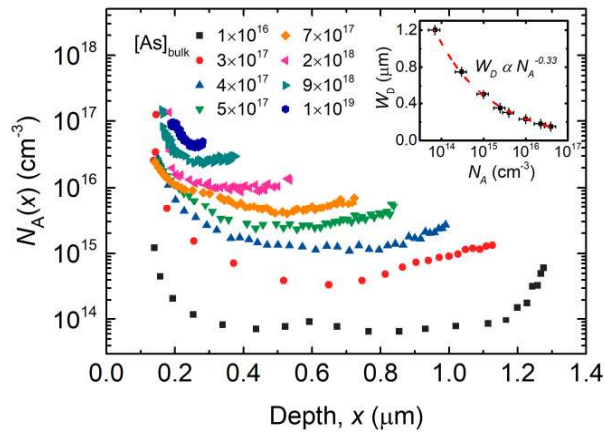 [As]bulk
1×10^16
3×10^17
4×10^17
5×10^17
7×10^17
2×10^18
9×10^18
1×10^19
N_A(x) (cm^-3)
10^18
10^17
10^16
10^15
10^14
0.0 0.2 0.4 0.6 0.8 1.0 1.2 1.4
Depth, x (μm)
W_D (μm)
1.2
0.8
0.4
0.0
W_D α N_A^-0.33
10^14 10^15 10^16 10^17
N_A (cm^-3)